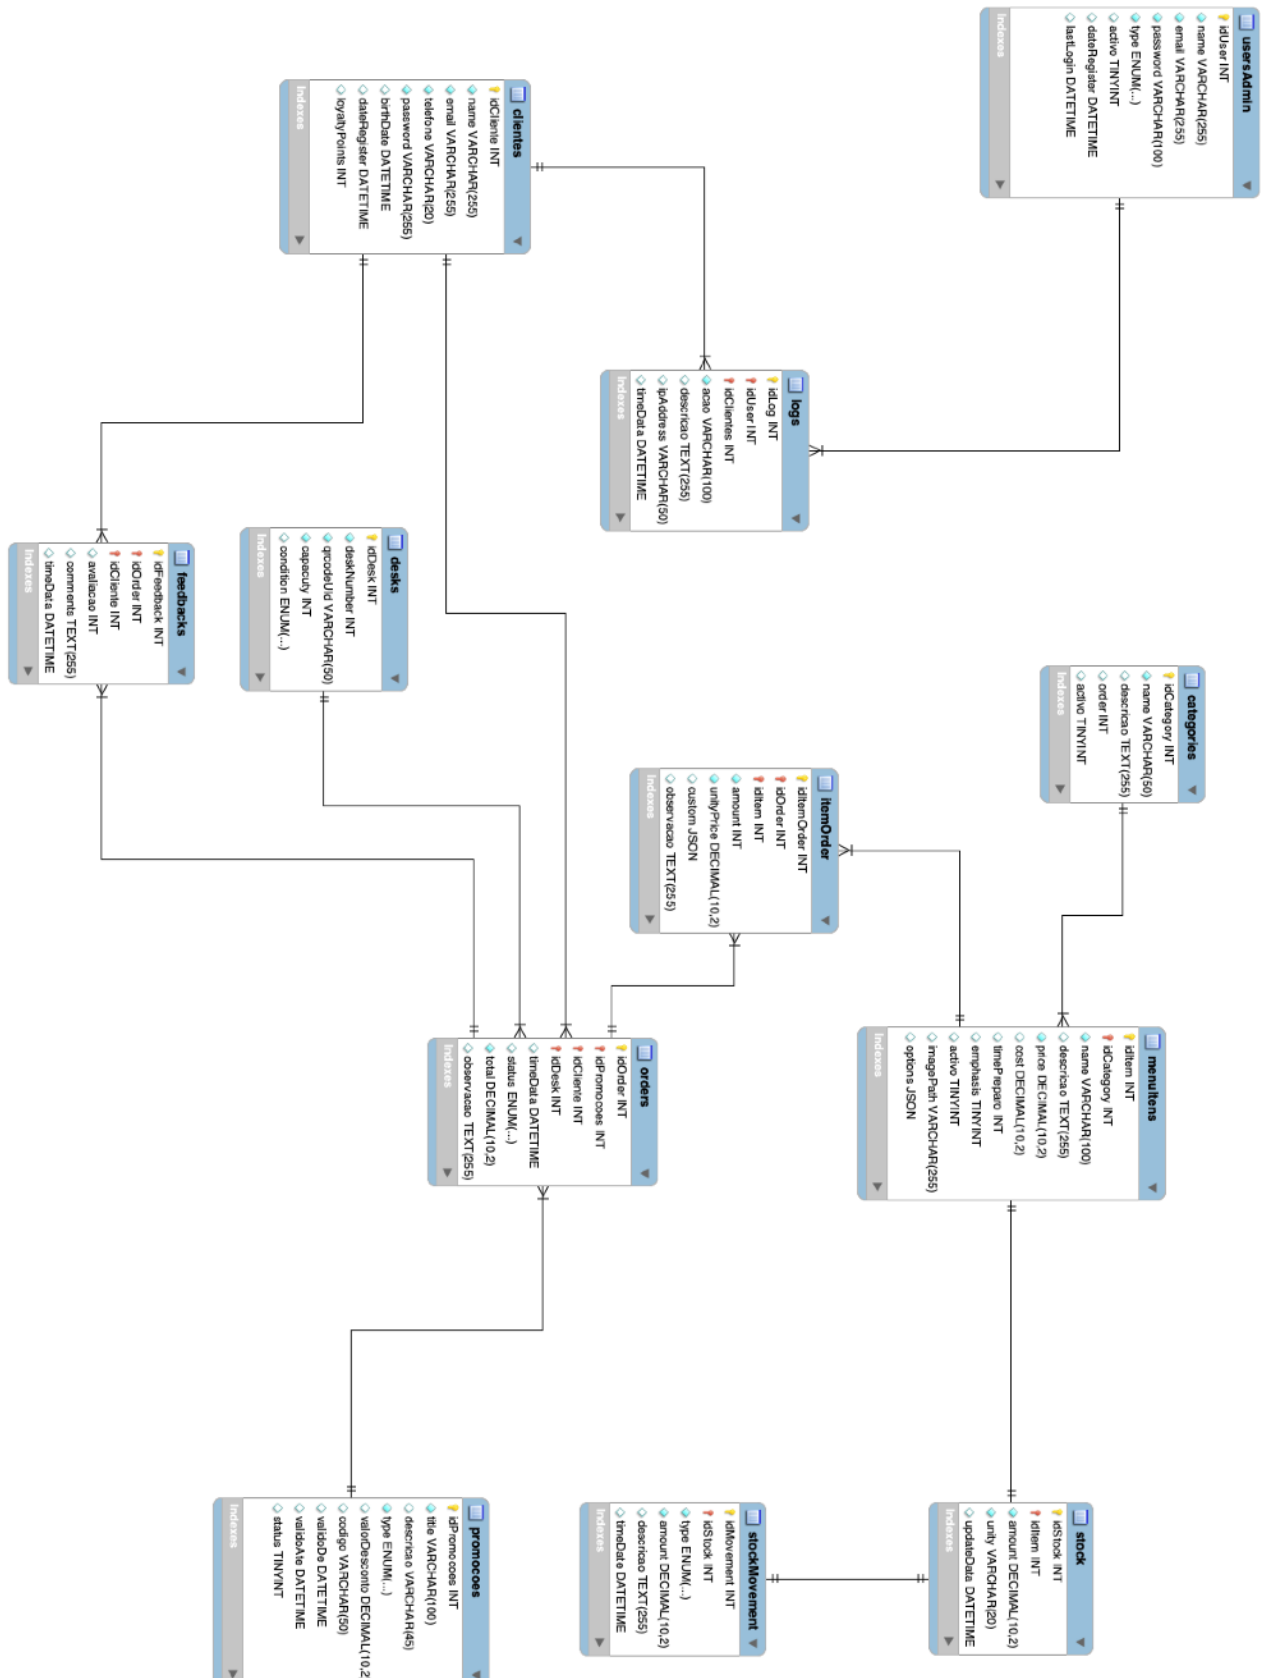 usersAdmin
idUser INT
name VARCHAR(255)
email VARCHAR(255)
password VARCHAR(100)
type ENUM(...)
activo TINYINT
dateRegister DATETIME
lastLogin DATETIME
Indexes
clientes
idCliente INT
name VARCHAR(255)
email VARCHAR(255)
telefone VARCHAR(20)
password VARCHAR(255)
birthDate DATETIME
dateRegister DATETIME
loyaltyPoints INT
Indexes
logs
idLog INT
idUser INT
idClientes INT
acao VARCHAR(100)
descricao TEXT(255)
ipAddress VARCHAR(50)
timeData DATETIME
Indexes
categories
idCategory INT
name VARCHAR(50)
descricao TEXT(255)
order INT
activo TINYINT
Indexes
desks
idDesk INT
deskNumber INT
qrcodeUId VARCHAR(50)
capacuty INT
condition ENUM(...)
Indexes
feedbacks
idFeedback INT
idOrder INT
idCliente INT
avaliacao INT
comments TEXT(255)
timeData DATETIME
Indexes
itemOrder
idItemOrder INT
idOrder INT
idItem INT
amount INT
unityPrice DECIMAL(10,2)
custom JSON
observacao TEXT(255)
Indexes
menuItens
idItem INT
idCategory INT
name VARCHAR(100)
descricao TEXT(255)
price DECIMAL(10,2)
cost DECIMAL(10,2)
timePreparo INT
emphasis TINYINT
activo TINYINT
imagePath VARCHAR(255)
options JSON
Indexes
orders
idOrder INT
idPromocoes INT
idCliente INT
idDesk INT
timeData DATETIME
status ENUM(...)
total DECIMAL(10,2)
observacao TEXT(255)
Indexes
stock
idStock INT
idItem INT
amount DECIMAL(10,2)
unity VARCHAR(20)
updateData DATETIME
Indexes
stockMovement
idMovement INT
idStock INT
type ENUM(...)
amount DECIMAL(10,2)
descricao TEXT(255)
timeDate DATETIME
Indexes
promocoes
idPromocoes INT
title VARCHAR(100)
descricao VARCHAR(45)
type ENUM(...)
valorDesconto DECIMAL(10,2
codigo VARCHAR(50)
validoDe DATETIME
validoAte DATETIME
status TINYINT
Indexes